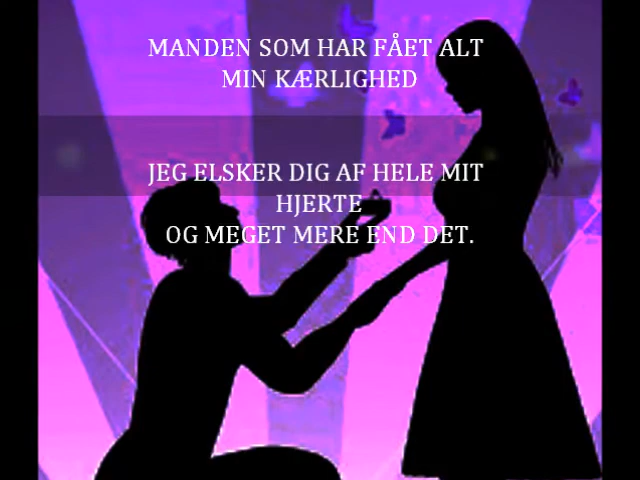 MANDEN SOM HAR FÅET ALT
MIN KÆRLIGHED
JEG ELSKER DIG AF HELE MIT
HJERTE
OG MEGET MERE END DET.